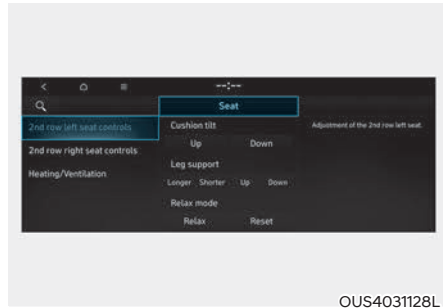 --:--
Seat
2nd row left seat controls
2nd row right seat controls
Heating/Ventilation
Cushion tilt
Up Down
Leg support
Longer Shorter Up Down
Relax mode
Relax Reset
Adjustment of the 2nd row left seat.
OUS4031128L